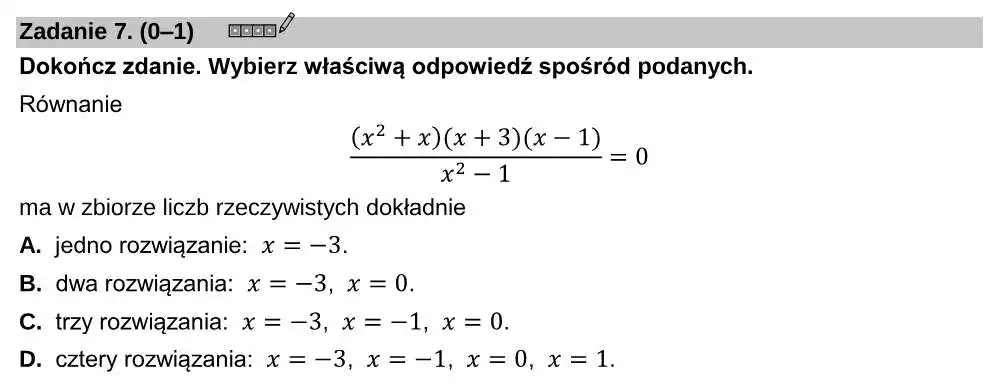 Zadanie 7. (0–1)
Dokończ zdanie. Wybierz właściwą odpowiedź spośród podanych.
Równanie
(x² + x)(x + 3)(x − 1)
x² − 1
= 0
ma w zbiorze liczb rzeczywistych dokładnie
A. jedno rozwiązanie: x = −3.
B. dwa rozwiązania: x = −3, x = 0.
C. trzy rozwiązania: x = −3, x = −1, x = 0.
D. cztery rozwiązania: x = −3, x = −1, x = 0, x = 1.